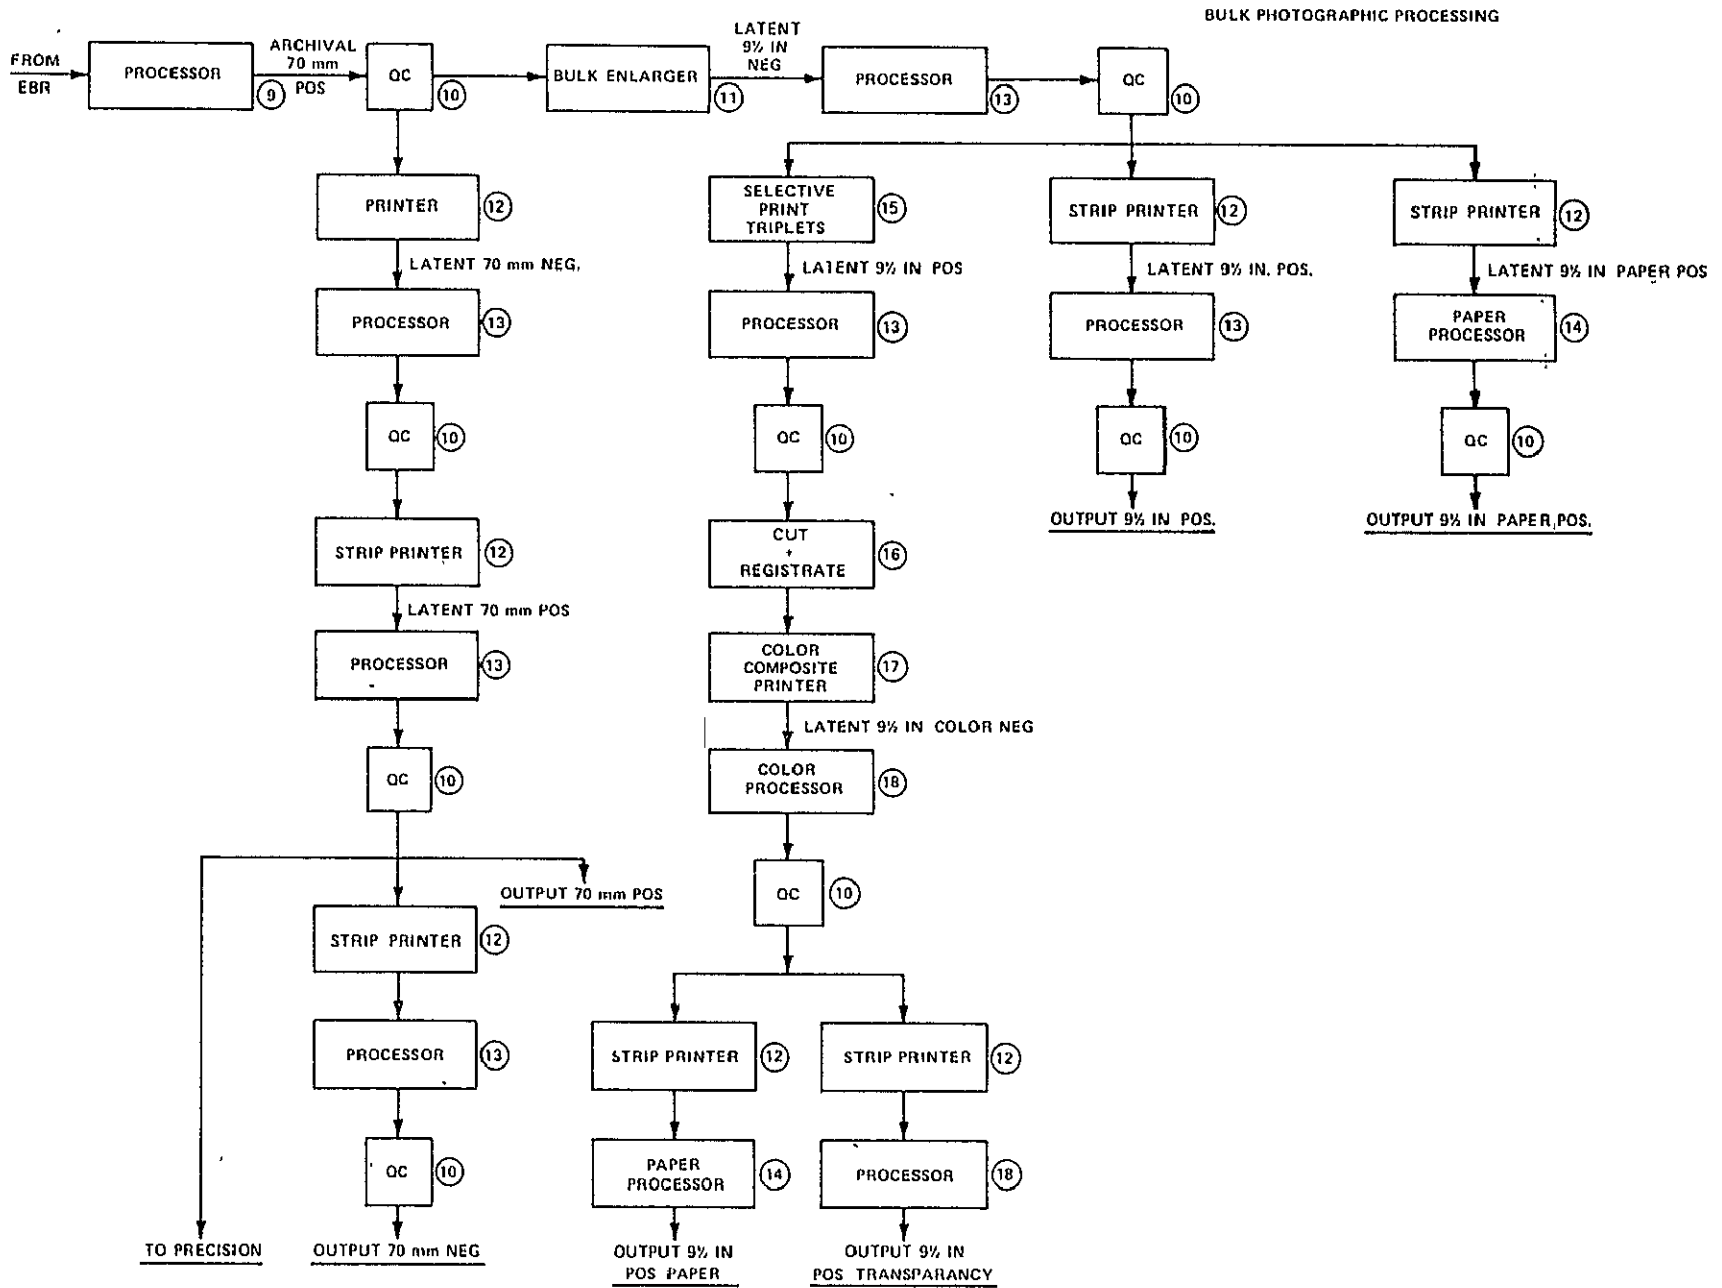 BULK PHOTOGRAPHIC PROCESSING
FROM
EBR
PROCESSOR
9
ARCHIVAL
70 mm
POS
QC
10
BULK ENLARGER
11
LATENT
9½ IN
NEG
PROCESSOR
13
QC
10
PRINTER
12
LATENT 70 mm NEG.
PROCESSOR
13
QC
10
STRIP PRINTER
12
LATENT 70 mm POS
PROCESSOR
13
QC
10
OUTPUT 70 mm POS
STRIP PRINTER
12
PROCESSOR
13
QC
10
TO PRECISION
OUTPUT 70 mm NEG
SELECTIVE
PRINT
TRIPLETS
15
LATENT 9½ IN POS
PROCESSOR
13
QC
10
CUT
+
REGISTRATE
16
COLOR
COMPOSITE
PRINTER
17
LATENT 9½ IN COLOR NEG
COLOR
PROCESSOR
18
QC
10
STRIP PRINTER
12
PAPER
PROCESSOR
14
OUTPUT 9½ IN
POS PAPER
STRIP PRINTER
12
PROCESSOR
18
OUTPUT 9½ IN
POS TRANSPARANCY
STRIP PRINTER
12
LATENT 9½ IN. POS.
PROCESSOR
13
QC
10
OUTPUT 9½ IN POS.
STRIP PRINTER
12
LATENT 9½ IN PAPER POS
PAPER
PROCESSOR
14
QC
10
OUTPUT 9½ IN PAPER POS.